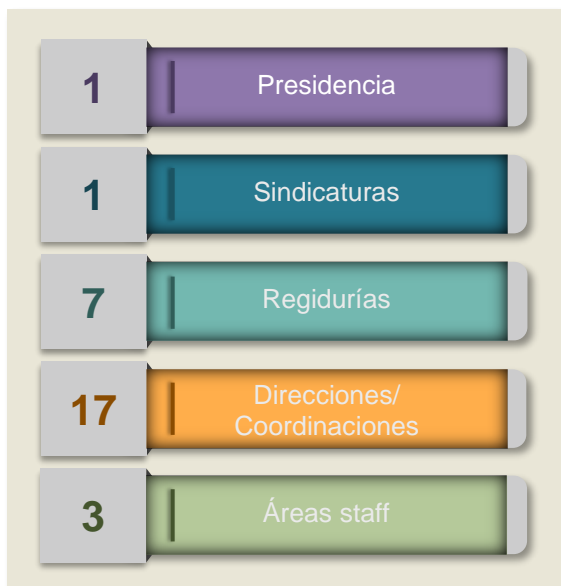 1
Presidencia
1
Sindicaturas
7
Regidurías
17
Direcciones/
Coordinaciones
3
Áreas staff